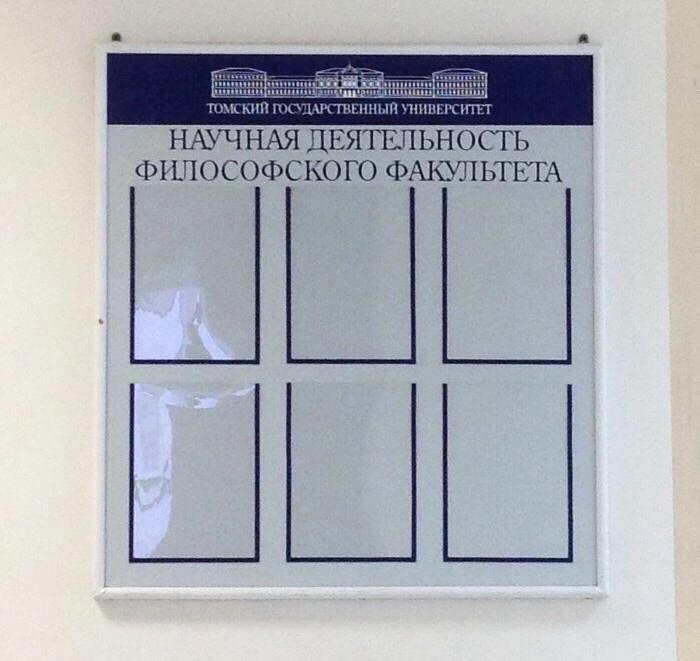 ТОМСКИЙ ГОСУДАРСТВЕННЫЙ УНИВЕРСИТЕТ
НАУЧНАЯ ДЕЯТЕЛЬНОСТЬ
ФИЛОСОФСКОГО ФАКУЛЬТЕТА